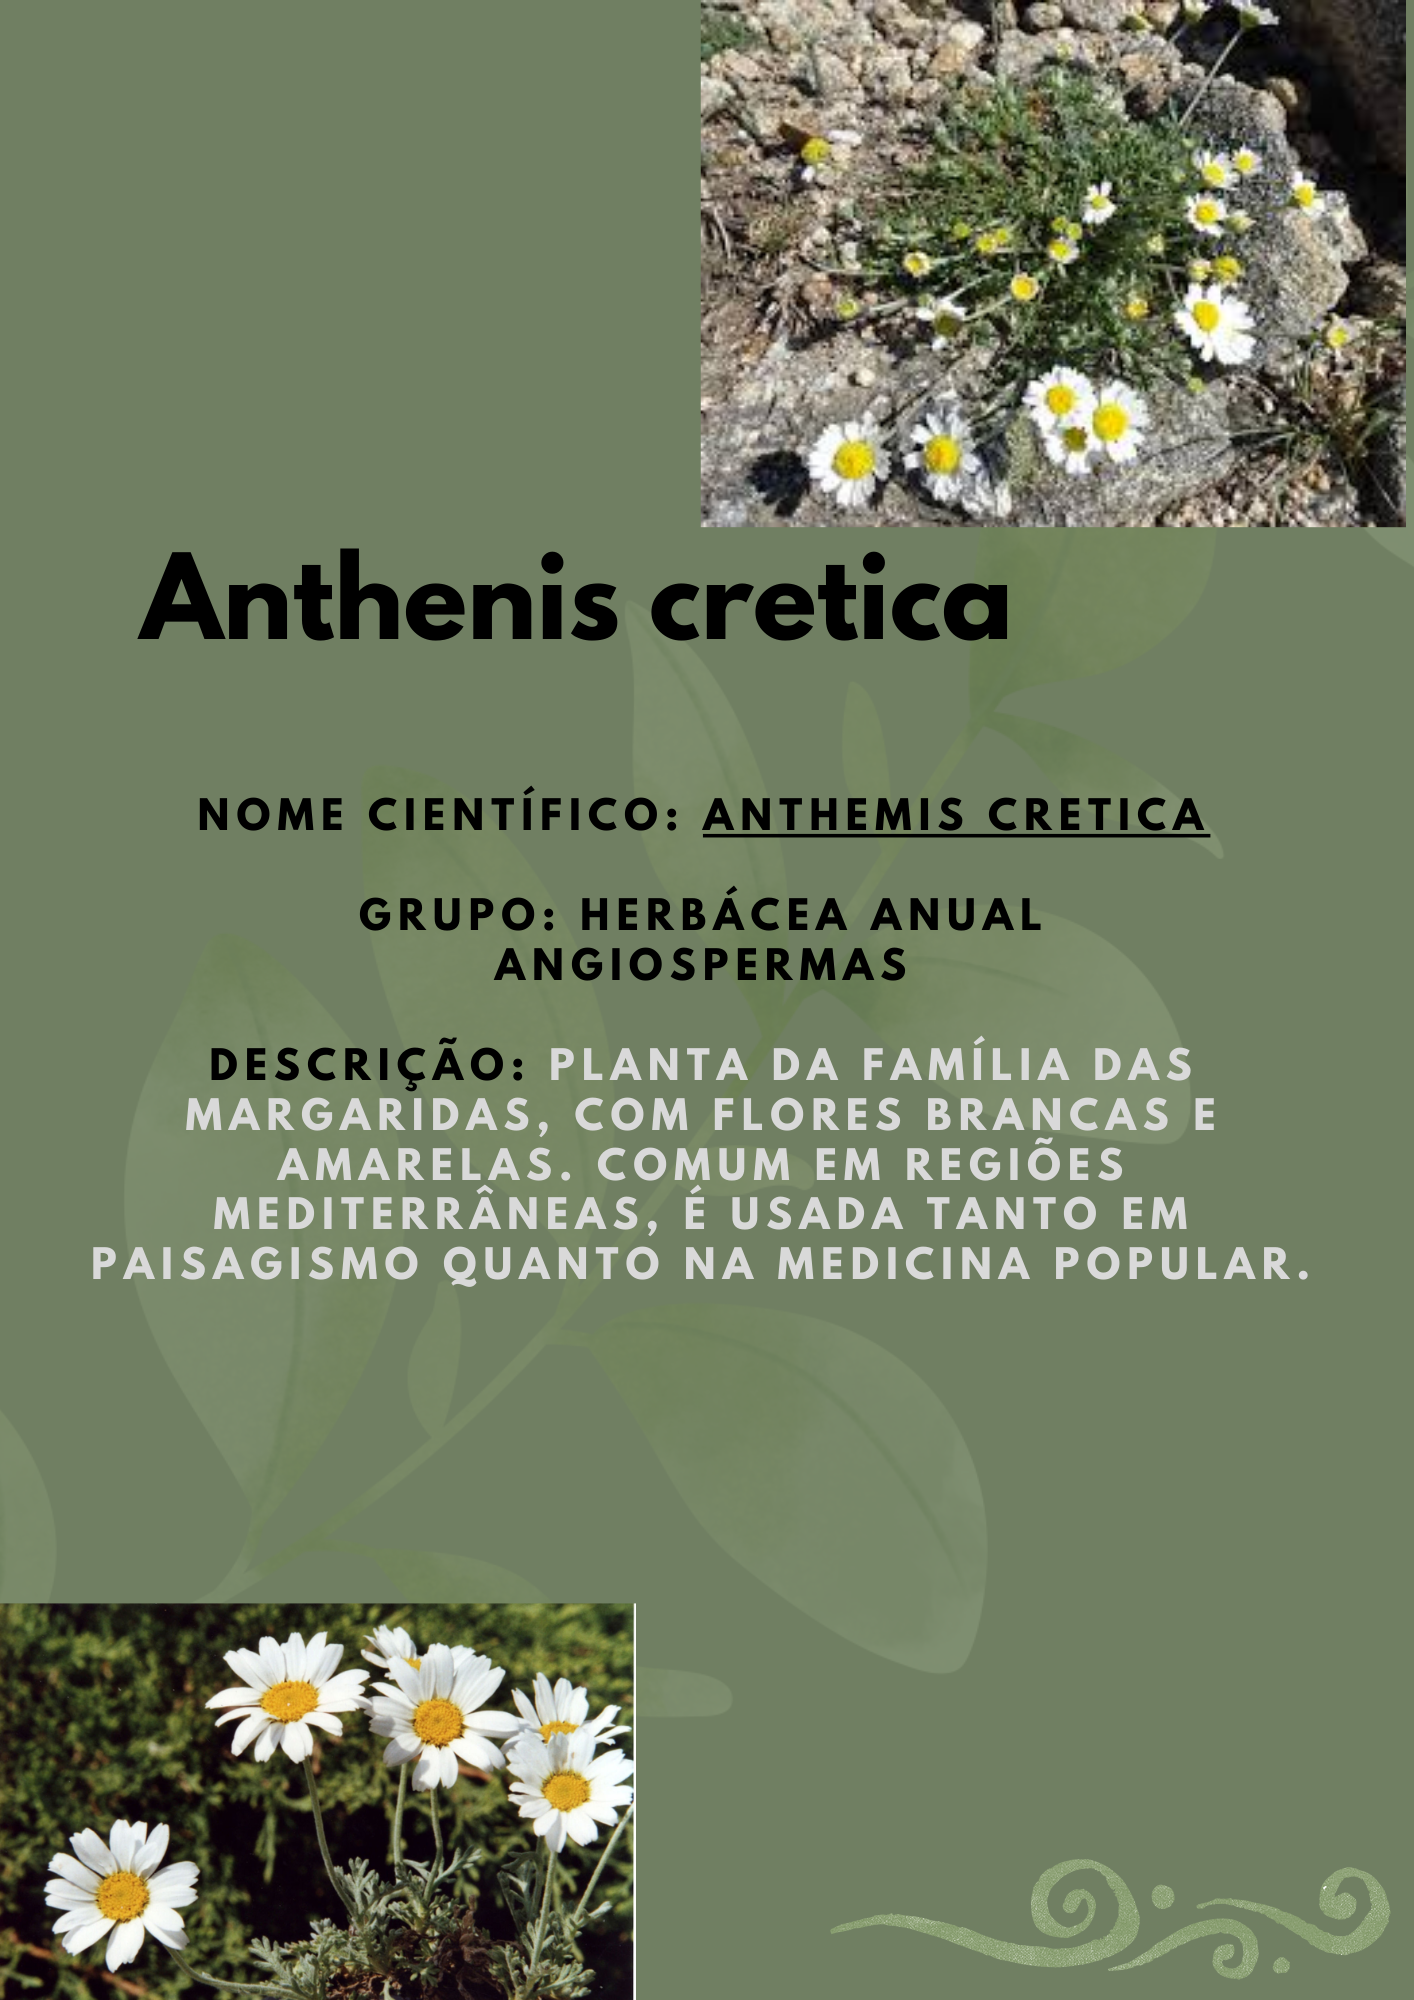 Anthenis cretica
NOME CIENTÍFICO: ANTHEMIS CRETICA
GRUPO: HERBÁCEA ANUAL
ANGIOSPERMAS
DESCRIÇÃO: PLANTA DA FAMÍLIA DAS
MARGARIDAS, COM FLORES BRANCAS E
AMARELAS. COMUM EM REGIÕES
MEDITERRÂNEAS, É USADA TANTO EM
PAISAGISMO QUANTO NA MEDICINA POPULAR.